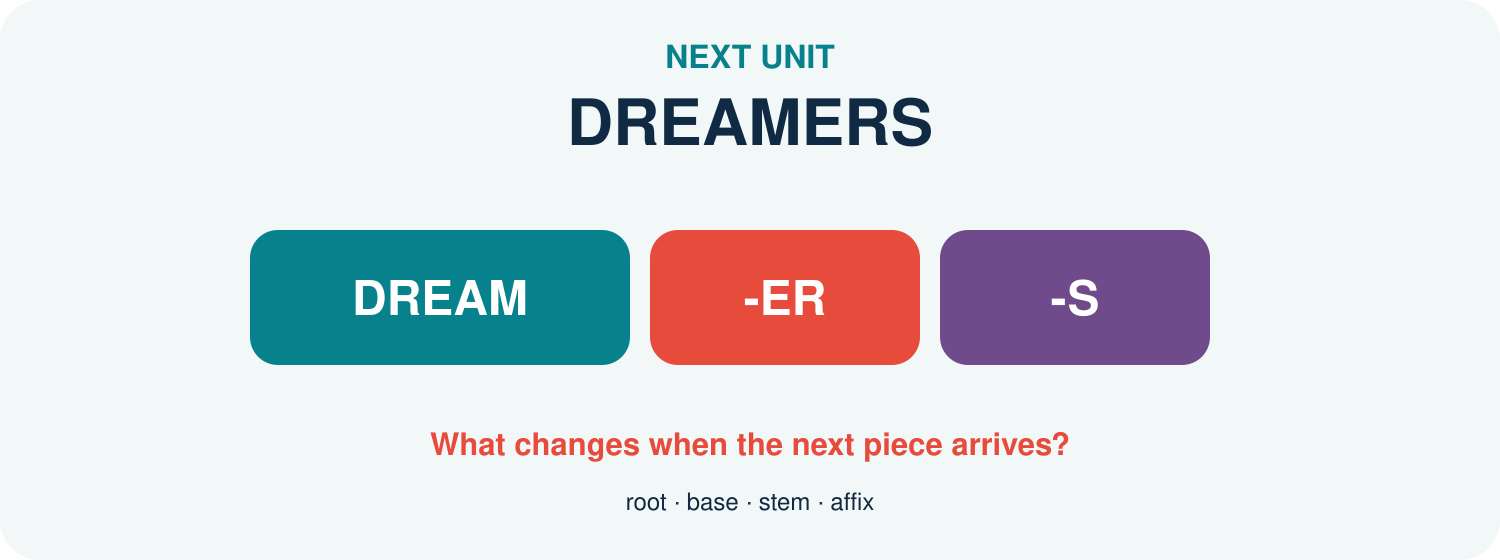 NEXT UNIT
DREAMERS
DREAM -ER -S
What changes when the next piece arrives?
root · base · stem · affix